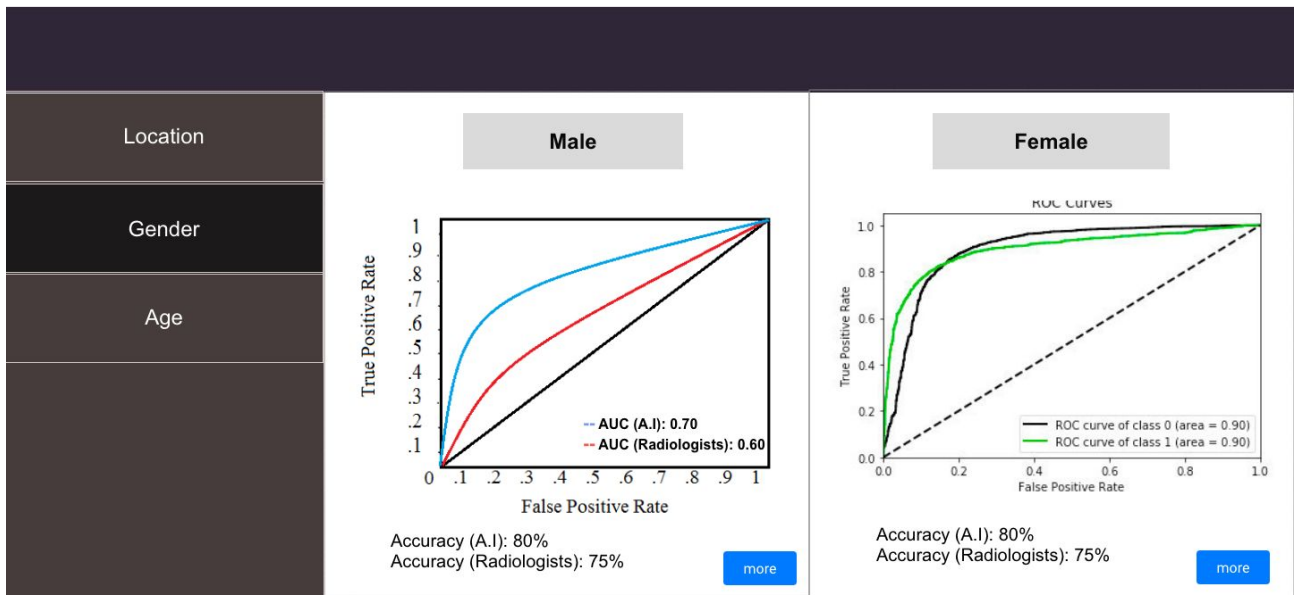 Location
Gender
Age
Male
True Positive Rate
1
.9
.8
.7
.6
.5
.4
.3
.2
.1
0 .1 .2 .3 .4 .5 .6 .7 .8 .9 1
False Positive Rate
-- AUC (A.I): 0.70
-- AUC (Radiologists): 0.60
Accuracy (A.I): 80%
Accuracy (Radiologists): 75%
more
Female
ROC Curves
True Positive Rate
1.0
0.8
0.6
0.4
0.2
0.0
0.0 0.2 0.4 0.6 0.8 1.0
False Positive Rate
ROC curve of class 0 (area = 0.90)
ROC curve of class 1 (area = 0.90)
Accuracy (A.I): 80%
Accuracy (Radiologists): 75%
more